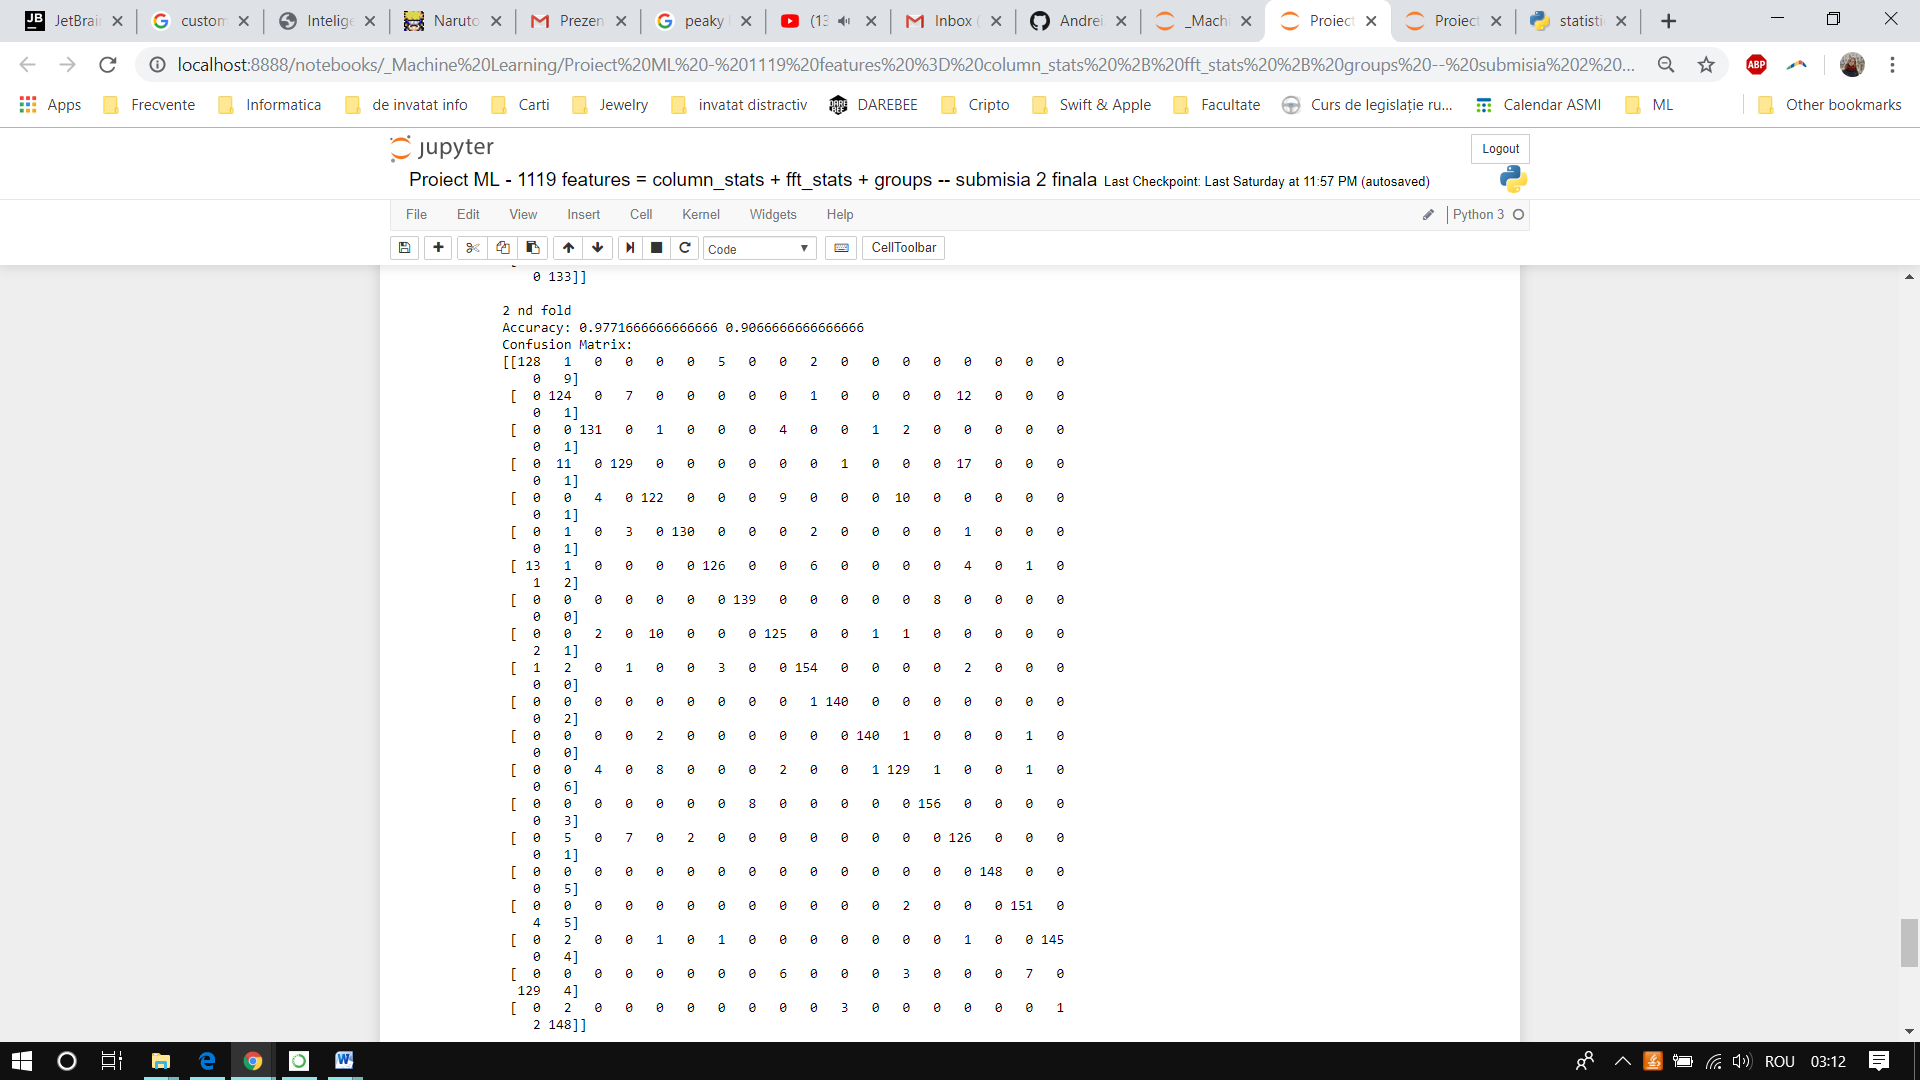 JetBrai
custom
Intelige
Naruto
Prezen
peaky
(13
Inbox (
Andrei
_Machi
Proiect
Proiect
statisti
localhost:8888/notebooks/_Machine%20Learning/Proiect%20ML%20-%201119%20features%20%3D%20column_stats%20%2B%20fft_stats%20%2B%20groups%20--%20submisia%202%20...
ABP
Apps
Frecvente
Informatica
de invatat info
Carti
Jewelry
invatat distractiv
DAREBEE
Cripto
Swift & Apple
Facultate
Curs de legislație ru...
Calendar ASMI
ML
Other bookmarks
jupyter
Logout
Proiect ML - 1119 features = column_stats + fft_stats + groups -- submisia 2 finala Last Checkpoint: Last Saturday at 11:57 PM (autosaved)
File Edit View Insert Cell Kernel Widgets Help
Python 3
Code
CellToolbar
[
0 133]]
2 nd fold
Accuracy: 0.9771666666666666 0.9066666666666666
Confusion Matrix:
[[128 1 0 0 0 0 5 0 0 2 0 0 0 0 0 0 0 0
0 9]
[ 0 124 0 7 0 0 0 0 0 1 0 0 0 0 12 0 0 0
0 1]
[ 0 0 131 0 1 0 0 0 4 0 0 1 2 0 0 0 0 0
0 1]
[ 0 11 0 129 0 0 0 0 0 0 1 0 0 0 17 0 0 0
0 1]
[ 0 0 4 0 122 0 0 0 9 0 0 0 10 0 0 0 0 0
0 1]
[ 0 1 0 3 0 130 0 0 0 2 0 0 0 0 1 0 0 0
0 1]
[ 13 1 0 0 0 0 126 0 0 6 0 0 0 0 4 0 1 0
1 2]
[ 0 0 0 0 0 0 0 139 0 0 0 0 0 8 0 0 0 0
0 0]
[ 0 0 2 0 10 0 0 0 125 0 0 1 1 0 0 0 0 0
2 1]
[ 1 2 0 1 0 0 3 0 0 154 0 0 0 0 2 0 0 0
0 0]
[ 0 0 0 0 0 0 0 0 0 1 140 0 0 0 0 0 0 0
0 2]
[ 0 0 0 0 2 0 0 0 0 0 0 140 1 0 0 0 1 0
0 0]
[ 0 0 4 0 8 0 0 0 2 0 0 1 129 1 0 0 1 0
0 6]
[ 0 0 0 0 0 0 0 8 0 0 0 0 0 156 0 0 0 0
0 3]
[ 0 5 0 7 0 2 0 0 0 0 0 0 0 0 126 0 0 0
0 1]
[ 0 0 0 0 0 0 0 0 0 0 0 0 0 0 0 148 0 0
0 5]
[ 0 0 0 0 0 0 0 0 0 0 0 0 2 0 0 0 151 0
4 5]
[ 0 2 0 0 1 0 1 0 0 0 0 0 0 0 1 0 0 145
0 4]
[ 0 0 0 0 0 0 0 0 6 0 0 0 3 0 0 0 7 0
129 4]
[ 0 2 0 0 0 0 0 0 0 0 3 0 0 0 0 0 0 1
2 148]]
ROU
03:12